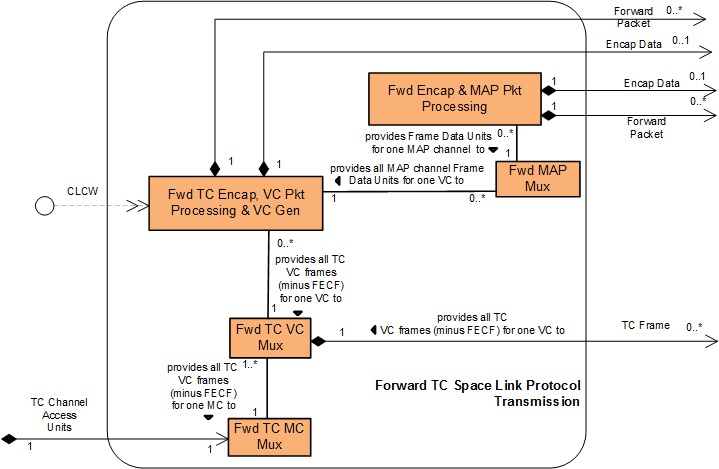 Forward
Packet
0..*
Encap Data
0..1
1
Fwd Encap & MAP Pkt
Processing
Encap Data
0..1
1
0..*
Forward
Packet
provides Frame Data Units
for one MAP channel to
0..*
1
1
1
provides all MAP channel Frame
Data Units for one VC to
Fwd MAP
Mux
CLCW
Fwd TC Encap, VC Pkt
Processing & VC Gen
1
0..*
0..*
provides all TC
VC frames
(minus FECF)
for one VC to
1
Fwd TC VC
Mux
1
provides all TC
VC frames (minus FECF) for one VC to
TC Frame
0..*
provides all TC
VC frames
(minus FECF)
for one MC to
1..*
Forward TC Space Link Protocol
Transmission
TC Channel
Access
Units
1
1
1
Fwd TC MC
Mux